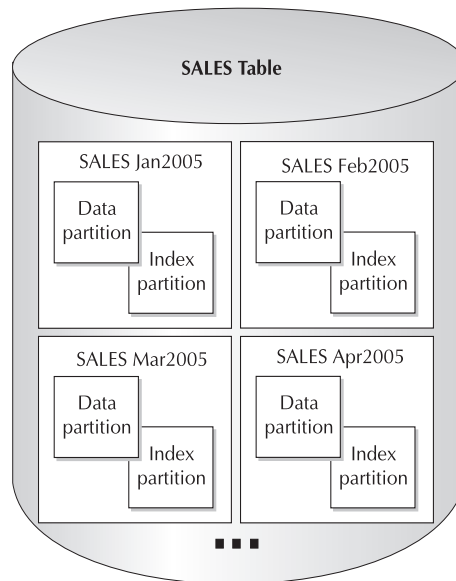 SALES Table
SALES Jan2005
Data
partition
Index
partition
SALES Feb2005
Data
partition
Index
partition
SALES Mar2005
Data
partition
Index
partition
SALES Apr2005
Data
partition
Index
partition